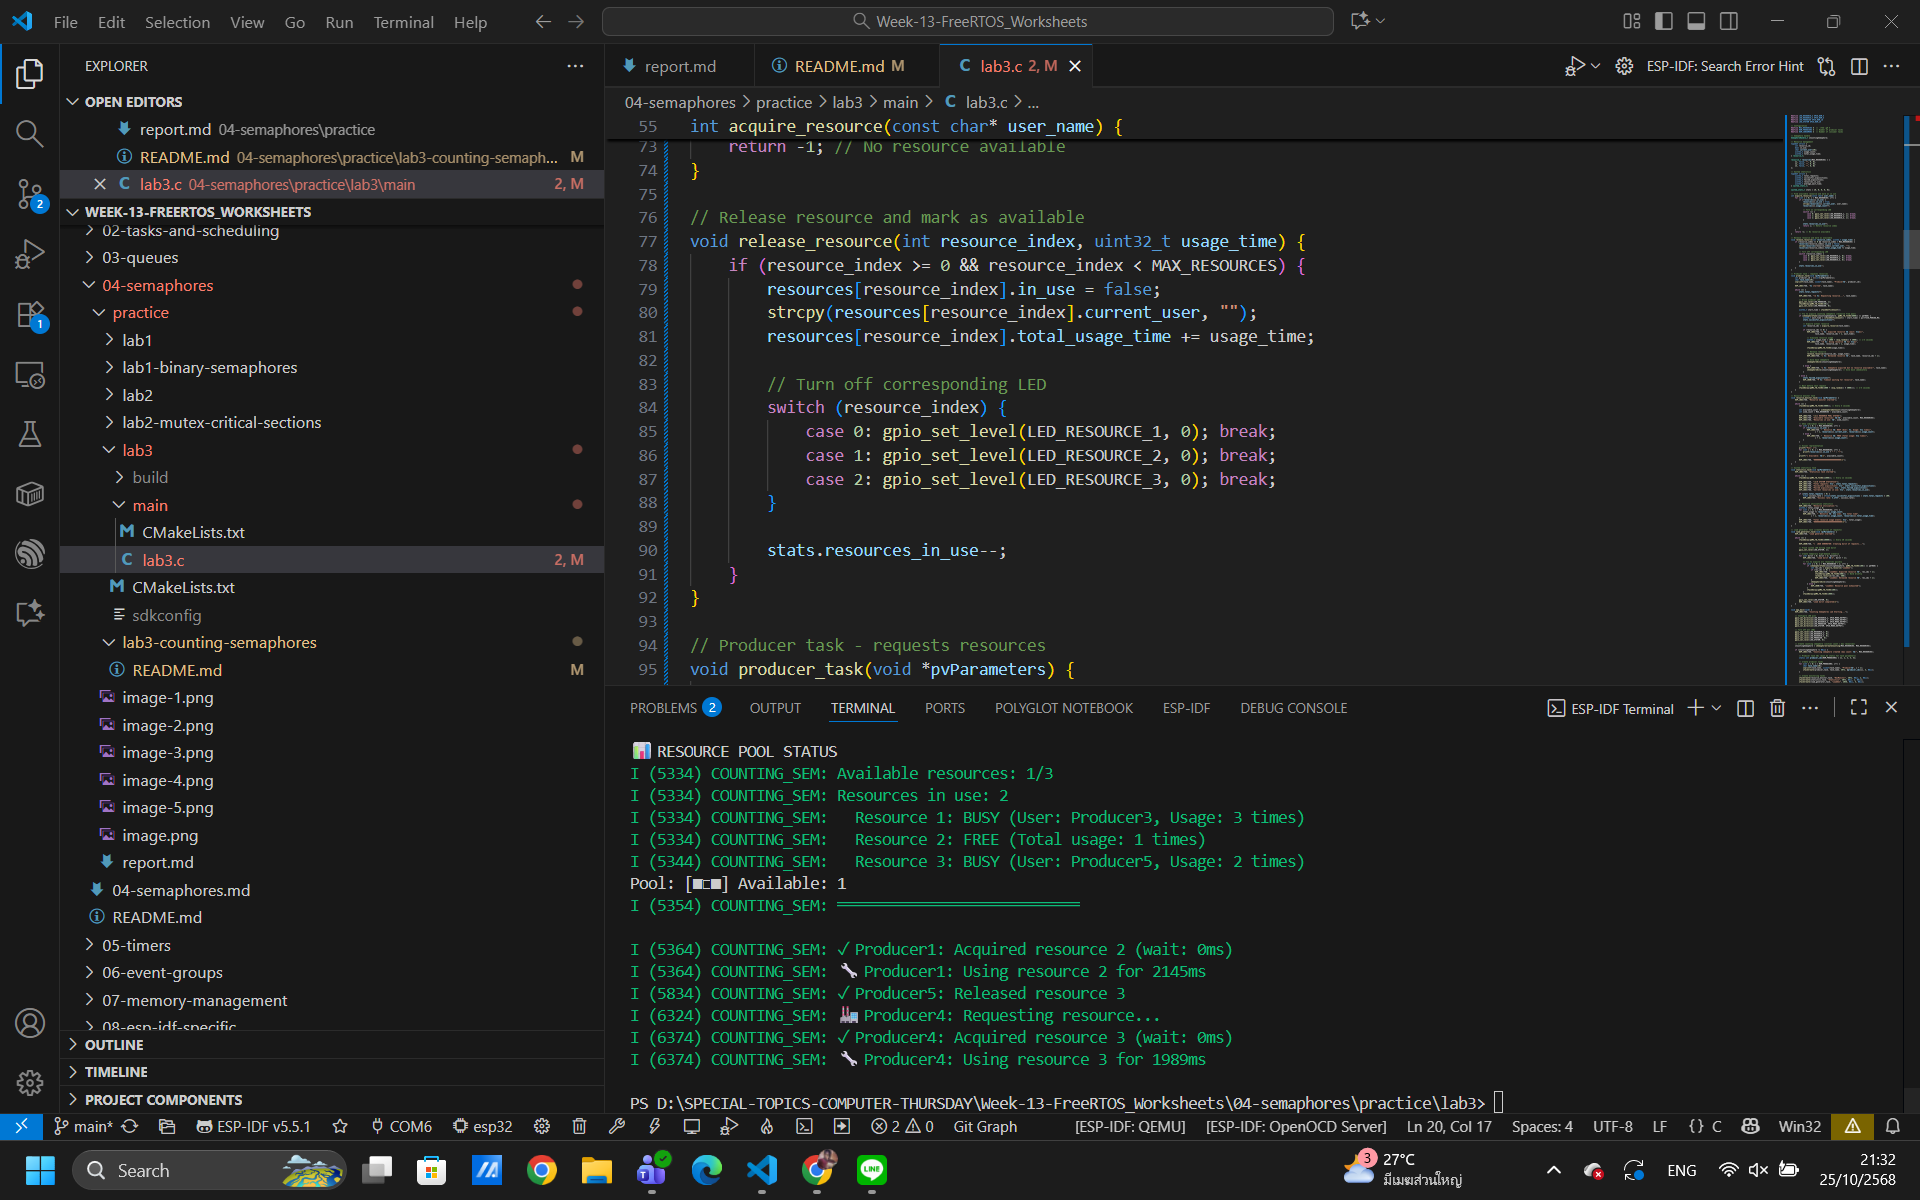 File Edit Selection View Go Run Terminal Help
Week-13-FreeRTOS_Worksheets
EXPLORER
OPEN EDITORS
report.md 04-semaphores\practice
README.md 04-semaphores\practice\lab3-counting-semaph... M
lab3.c 04-semaphores\practice\lab3\main 2, M
WEEK-13-FREERTOS_WORKSHEETS
02-tasks-and-scheduling
03-queues
04-semaphores
practice
lab1
lab1-binary-semaphores
lab2
lab2-mutex-critical-sections
lab3
build
main
CMakeLists.txt
lab3.c 2, M
CMakeLists.txt
sdkconfig
lab3-counting-semaphores
README.md M
image-1.png
image-2.png
image-3.png
image-4.png
image-5.png
image.png
report.md
04-semaphores.md
README.md
05-timers
06-event-groups
07-memory-management
08-esp-idf-specific
OUTLINE
TIMELINE
PROJECT COMPONENTS
2
1
report.md
README.md M
lab3.c 2, M
ESP-IDF: Search Error Hint
04-semaphores > practice > lab3 > main > C lab3.c > ...
55 int acquire_resource(const char* user_name) {
73 return -1; // No resource available
74 }
75
76 // Release resource and mark as available
77 void release_resource(int resource_index, uint32_t usage_time) {
78 if (resource_index >= 0 && resource_index < MAX_RESOURCES) {
79 resources[resource_index].in_use = false;
80 strcpy(resources[resource_index].current_user, "");
81 resources[resource_index].total_usage_time += usage_time;
82
83 // Turn off corresponding LED
84 switch (resource_index) {
85 case 0: gpio_set_level(LED_RESOURCE_1, 0); break;
86 case 1: gpio_set_level(LED_RESOURCE_2, 0); break;
87 case 2: gpio_set_level(LED_RESOURCE_3, 0); break;
88 }
89
90 stats.resources_in_use--;
91 }
92 }
93
94 // Producer task - requests resources
95 void producer_task(void *pvParameters) {
PROBLEMS 2 OUTPUT TERMINAL PORTS POLYGLOT NOTEBOOK ESP-IDF DEBUG CONSOLE
ESP-IDF Terminal
📊 RESOURCE POOL STATUS
I (5334) COUNTING_SEM: Available resources: 1/3
I (5334) COUNTING_SEM: Resources in use: 2
I (5334) COUNTING_SEM: Resource 1: BUSY (User: Producer3, Usage: 3 times)
I (5334) COUNTING_SEM: Resource 2: FREE (Total usage: 1 times)
I (5344) COUNTING_SEM: Resource 3: BUSY (User: Producer5, Usage: 2 times)
Pool: [■□■] Available: 1
I (5354) COUNTING_SEM: ═══════════════════════════
I (5364) COUNTING_SEM: ✓ Producer1: Acquired resource 2 (wait: 0ms)
I (5364) COUNTING_SEM: 🔧 Producer1: Using resource 2 for 2145ms
I (5834) COUNTING_SEM: ✓ Producer5: Released resource 3
I (6324) COUNTING_SEM: 🏭 Producer4: Requesting resource...
I (6374) COUNTING_SEM: ✓ Producer4: Acquired resource 3 (wait: 0ms)
I (6374) COUNTING_SEM: 🔧 Producer4: Using resource 3 for 1989ms
PS D:\SPECIAL-TOPICS-COMPUTER-THURSDAY\Week-13-FreeRTOS_Worksheets\04-semaphores\practice\lab3>
main* ESP-IDF v5.5.1 COM6 esp32 2 0 Git Graph [ESP-IDF: QEMU] [ESP-IDF: OpenOCD Server] Ln 20, Col 17 Spaces: 4 UTF-8 LF {} C Win32
Search
3 27°C
มีเมฆส่วนใหญ่
ENG
21:32
25/10/2568
LINE